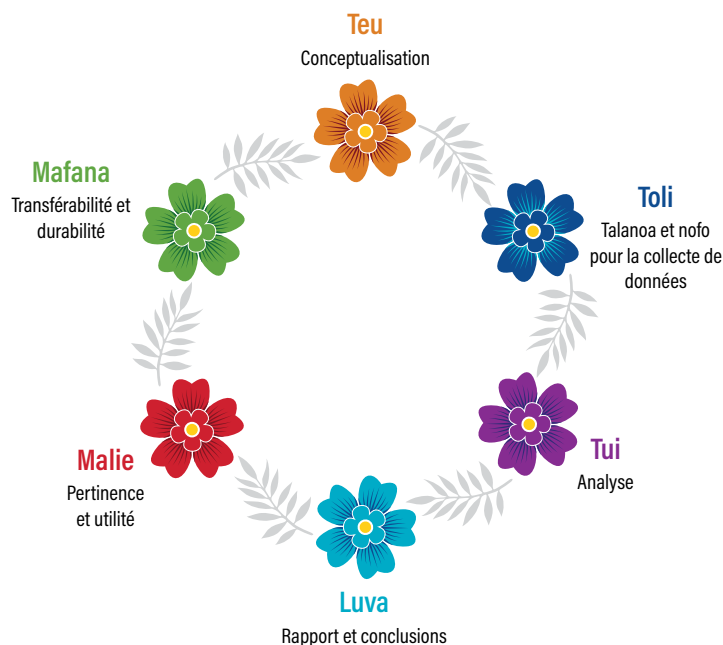 Teu
Conceptualisation
Toli
Talanoa et nofo
pour la collecte de
données
Tui
Analyse
Luva
Rapport et conclusions
Malie
Pertinence
et utilité
Mafana
Transférabilité et
durabilité